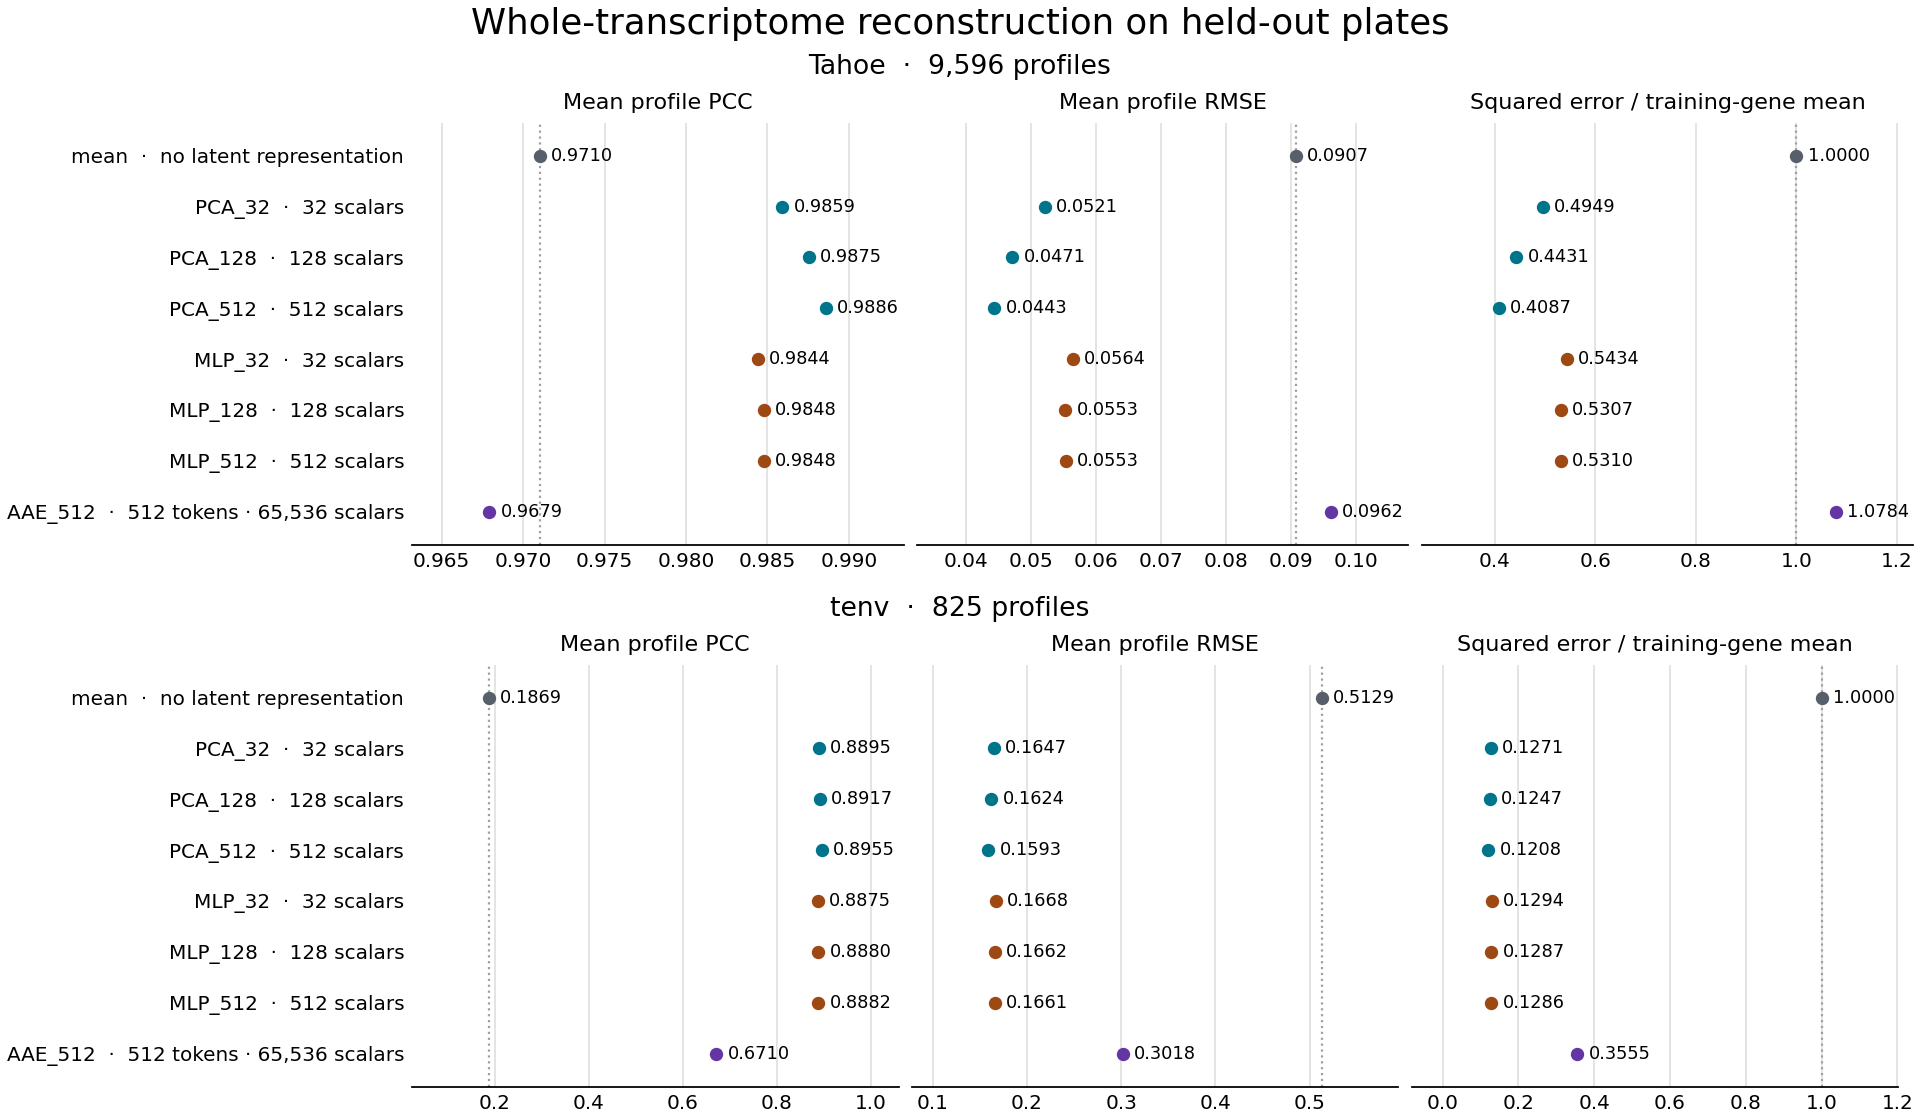 Whole-transcriptome reconstruction on held-out plates
Tahoe · 9,596 profiles
Mean profile PCC Mean profile RMSE Squared error / training-gene mean
mean · no latent representation 0.9710 0.0907 1.0000
PCA_32 · 32 scalars 0.9859 0.0521 0.4949
PCA_128 · 128 scalars 0.9875 0.0471 0.4431
PCA_512 · 512 scalars 0.9886 0.0443 0.4087
MLP_32 · 32 scalars 0.9844 0.0564 0.5434
MLP_128 · 128 scalars 0.9848 0.0553 0.5307
MLP_512 · 512 scalars 0.9848 0.0553 0.5310
AAE_512 · 512 tokens · 65,536 scalars 0.9679 0.0962 1.0784
0.965 0.970 0.975 0.980 0.985 0.990 0.04 0.05 0.06 0.07 0.08 0.09 0.10 0.4 0.6 0.8 1.0 1.2
tenv · 825 profiles
Mean profile PCC Mean profile RMSE Squared error / training-gene mean
mean · no latent representation 0.1869 0.5129 1.0000
PCA_32 · 32 scalars 0.8895 0.1647 0.1271
PCA_128 · 128 scalars 0.8917 0.1624 0.1247
PCA_512 · 512 scalars 0.8955 0.1593 0.1208
MLP_32 · 32 scalars 0.8875 0.1668 0.1294
MLP_128 · 128 scalars 0.8880 0.1662 0.1287
MLP_512 · 512 scalars 0.8882 0.1661 0.1286
AAE_512 · 512 tokens · 65,536 scalars 0.6710 0.3018 0.3555
0.2 0.4 0.6 0.8 1.0 0.1 0.2 0.3 0.4 0.5 0.0 0.2 0.4 0.6 0.8 1.0 1.2